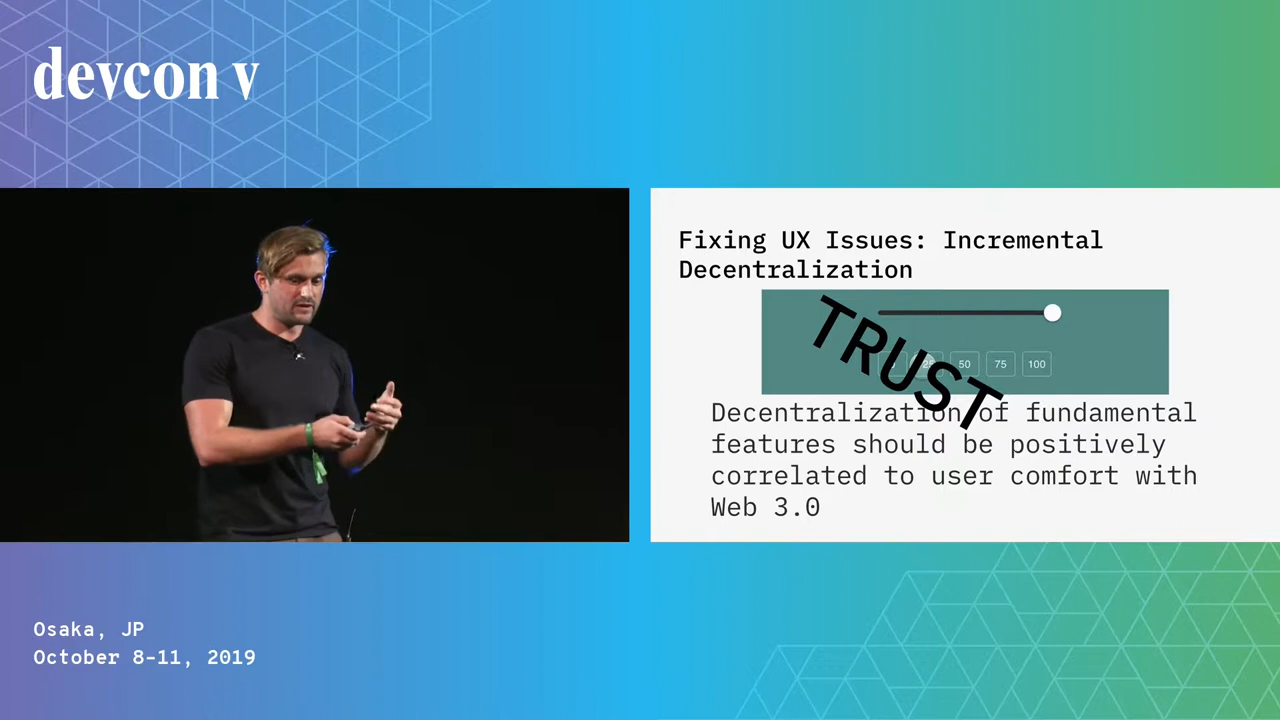 devcon v
Fixing UX Issues: Incremental
Decentralization
TRUST
25 50 75 100
Decentralization of fundamental
features should be positively
correlated to user comfort with
Web 3.0
Osaka, JP
October 8-11, 2019